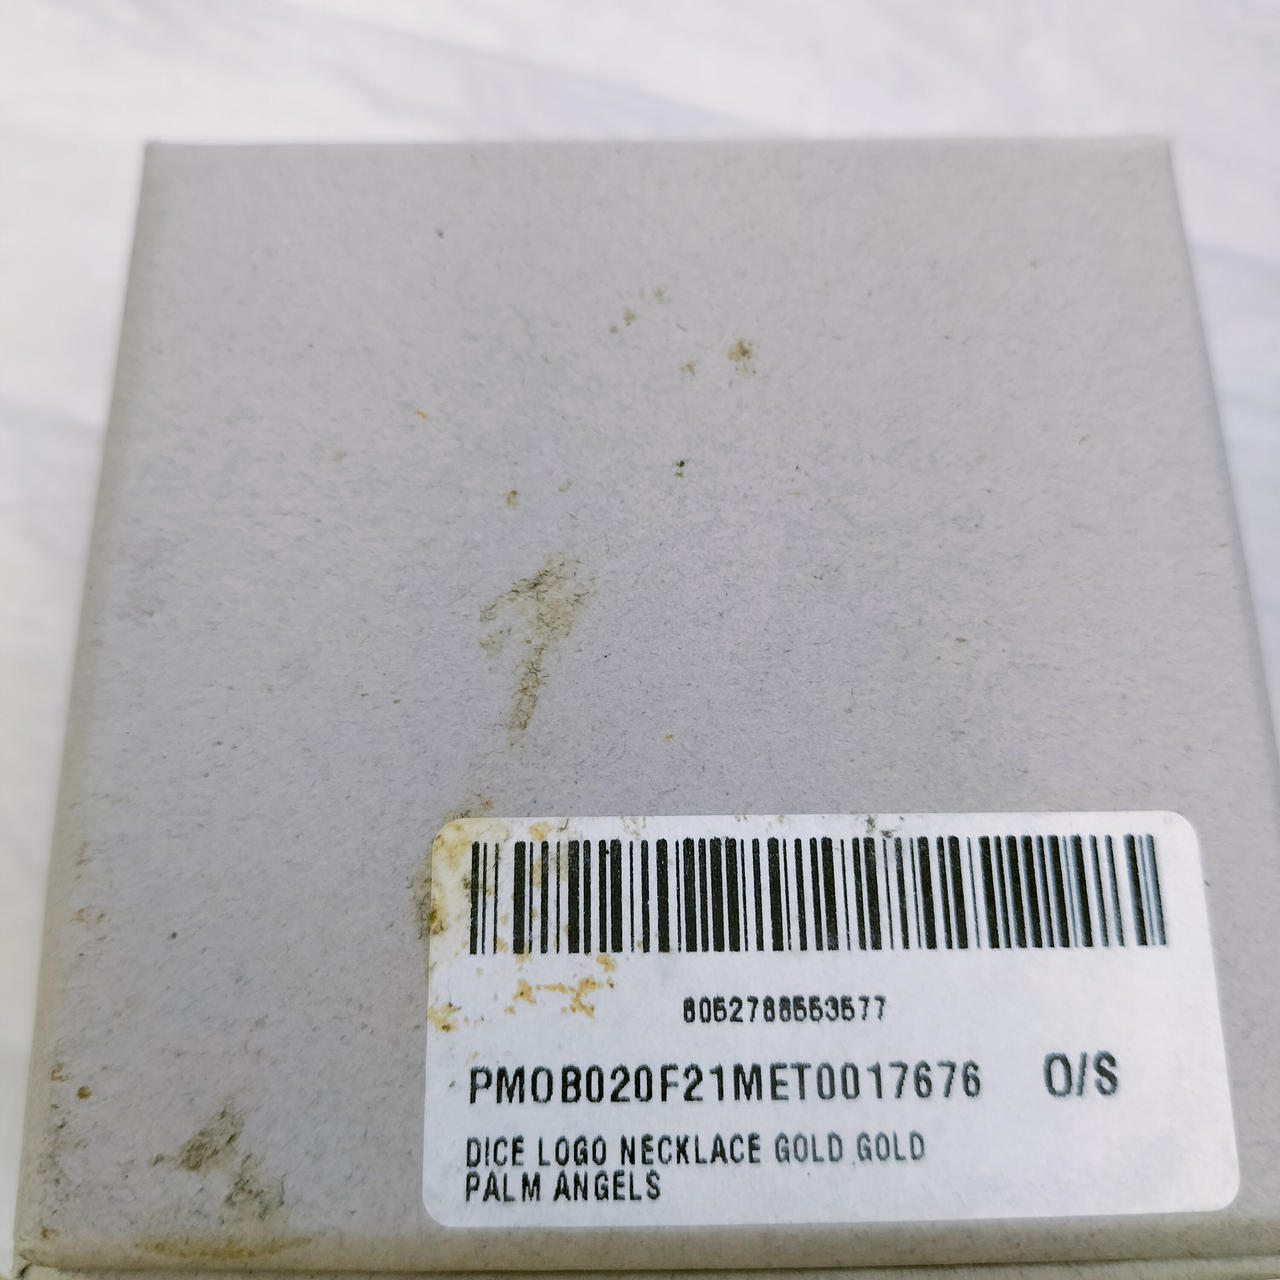 8052788553577
PMOB020F21MET0017676 O/S
DICE LOGO NECKLACE GOLD GOLD
PALM ANGELS